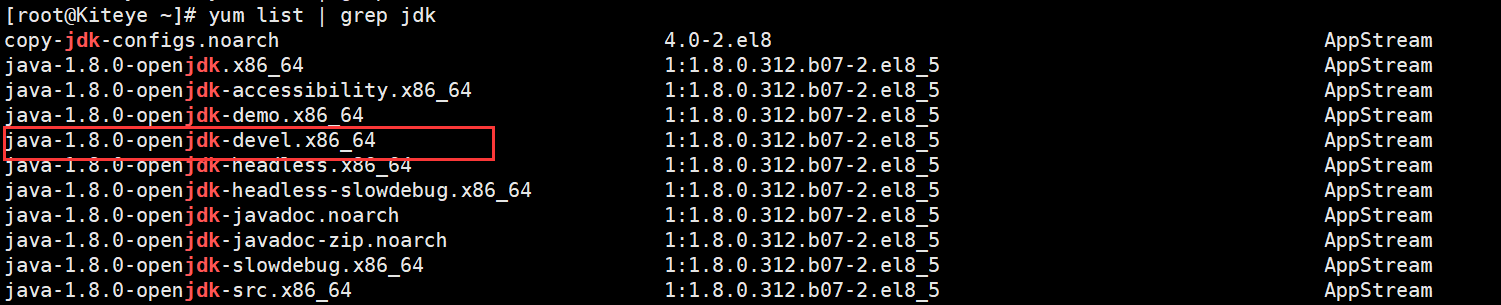 [root@Kiteye ~]# yum list | grep jdk
copy-jdk-configs.noarch 4.0-2.el8 AppStream
java-1.8.0-openjdk.x86_64 1:1.8.0.312.b07-2.el8_5 AppStream
java-1.8.0-openjdk-accessibility.x86_64 1:1.8.0.312.b07-2.el8_5 AppStream
java-1.8.0-openjdk-demo.x86_64 1:1.8.0.312.b07-2.el8_5 AppStream
java-1.8.0-openjdk-devel.x86_64 1:1.8.0.312.b07-2.el8_5 AppStream
java-1.8.0-openjdk-headless.x86_64 1:1.8.0.312.b07-2.el8_5 AppStream
java-1.8.0-openjdk-headless-slowdebug.x86_64 1:1.8.0.312.b07-2.el8_5 AppStream
java-1.8.0-openjdk-javadoc.noarch 1:1.8.0.312.b07-2.el8_5 AppStream
java-1.8.0-openjdk-javadoc-zip.noarch 1:1.8.0.312.b07-2.el8_5 AppStream
java-1.8.0-openjdk-slowdebug.x86_64 1:1.8.0.312.b07-2.el8_5 AppStream
java-1.8.0-openjdk-src.x86_64 1:1.8.0.312.b07-2.el8_5 AppStream